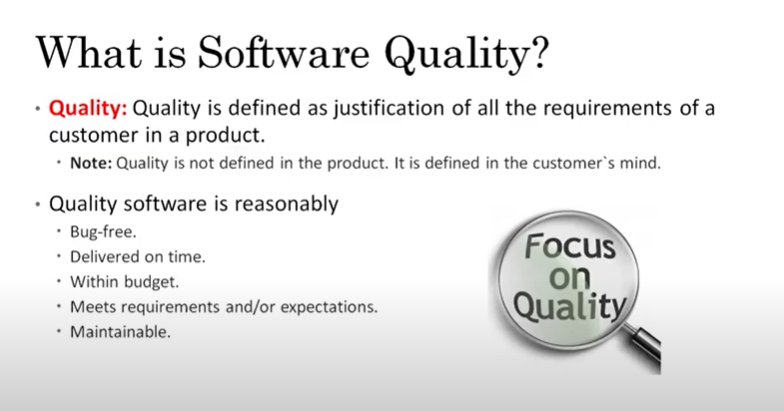 What is Software Quality?
• Quality: Quality is defined as justification of all the requirements of a
customer in a product.
• Note: Quality is not defined in the product. It is defined in the customer`s mind.
• Quality software is reasonably
• Bug-free.
• Delivered on time.
• Within budget.
• Meets requirements and/or expectations.
• Maintainable.
Focus
on
Quality